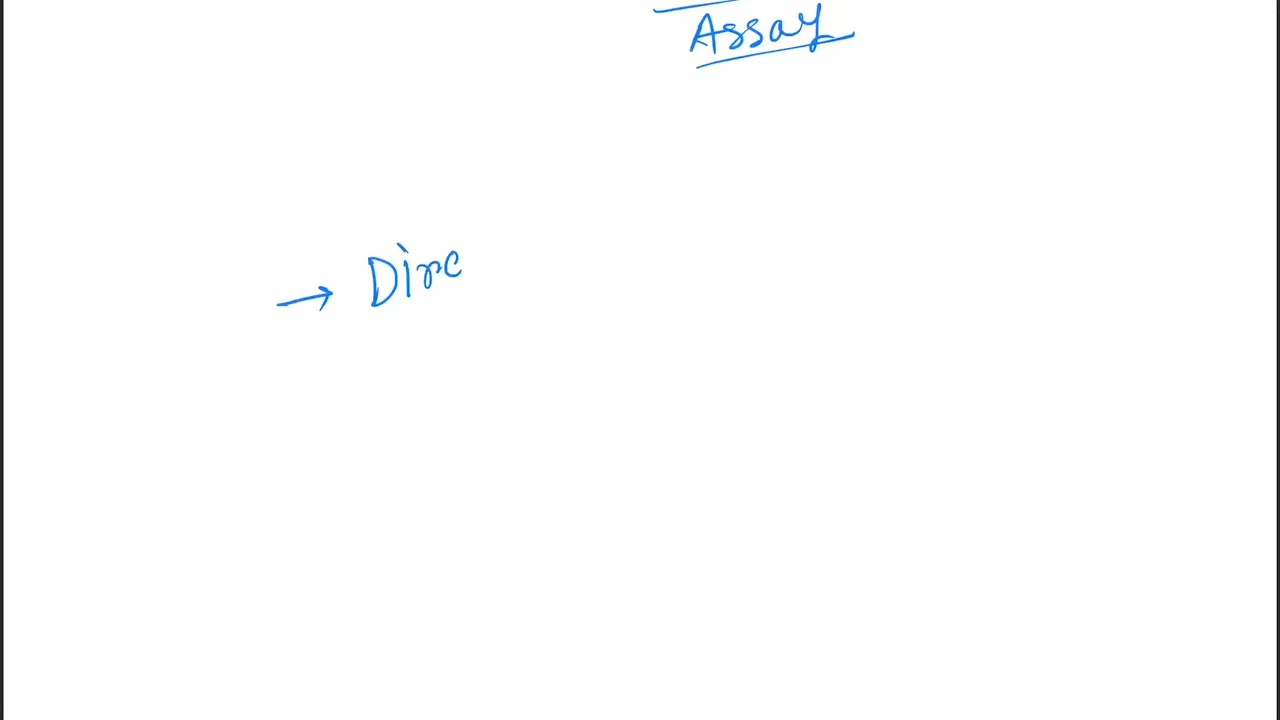 Assay
→ Dire